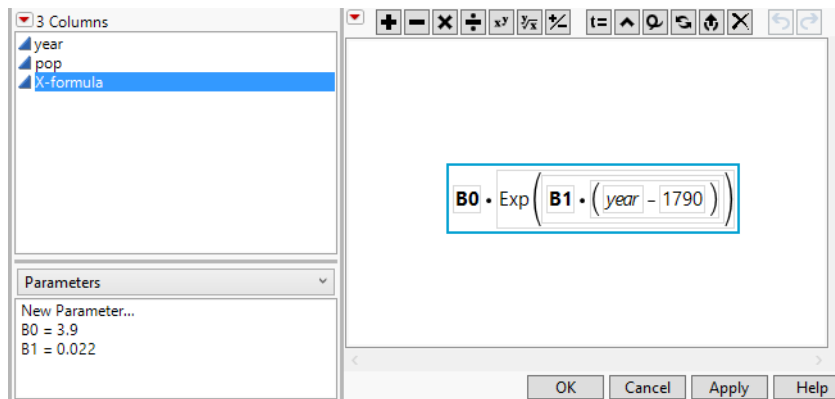 3 Columns
year
pop
X-formula
Parameters
New Parameter...
B0 = 3.9
B1 = 0.022
+ − × ÷ xʸ ʸ√x +/− t=
B0 • Exp( B1 • ( year - 1790 ) )
OK Cancel Apply Help